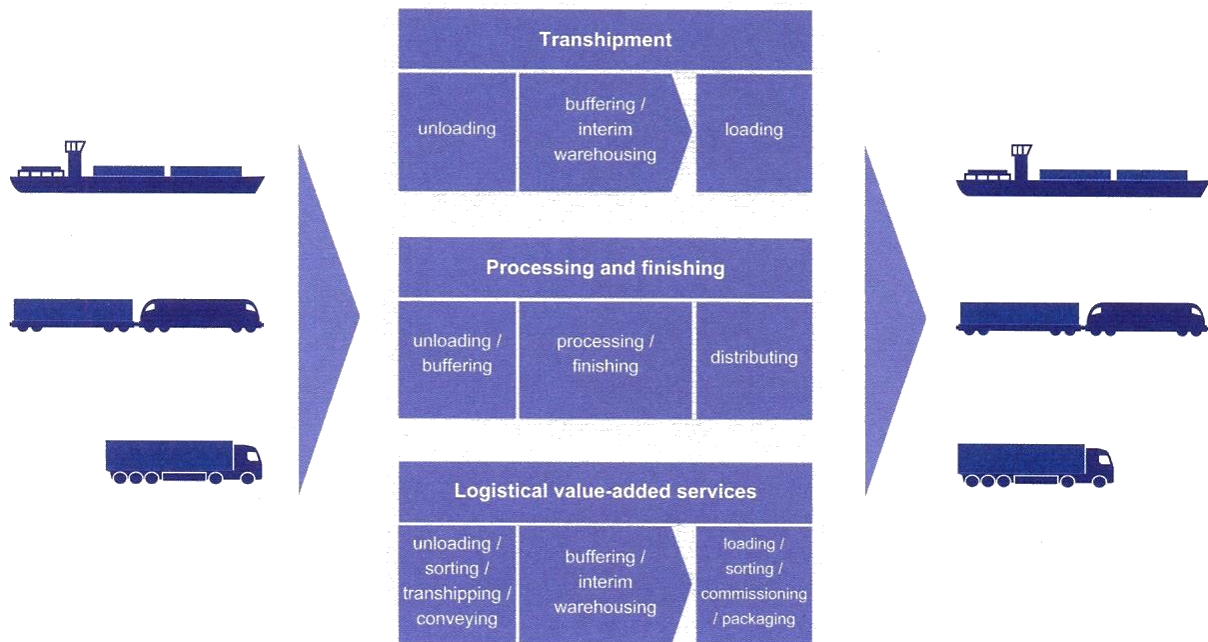 Transhipment
unloading
buffering /
interim
warehousing
loading
Processing and finishing
unloading /
buffering
processing /
finishing
distributing
Logistical value-added services
unloading /
sorting /
transhipping /
conveying
buffering /
interim
warehousing
loading /
sorting /
commissioning
/ packaging